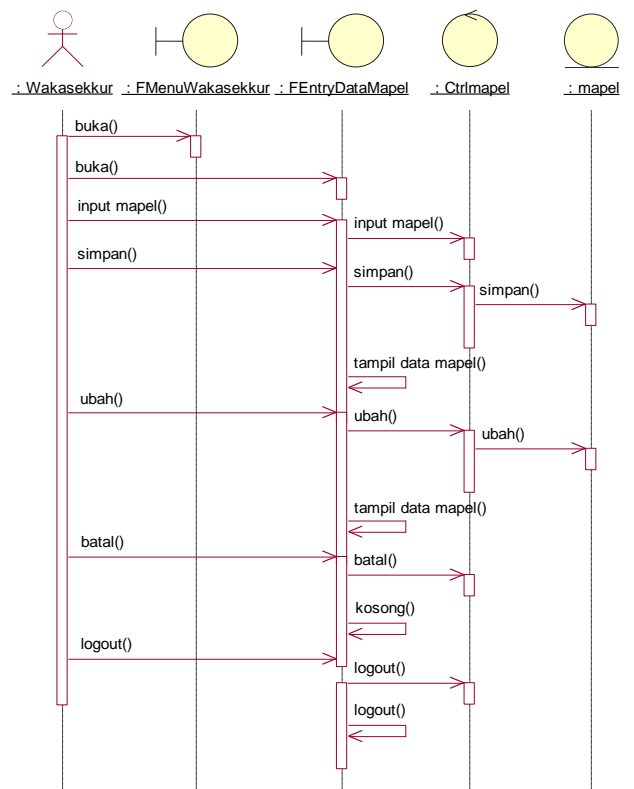 : Wakasekkur : FMenuWakasekkur : FEntryDataMapel : Ctrlmapel : mapel
buka()
buka()
input mapel()
input mapel()
simpan()
simpan()
simpan()
tampil data mapel()
ubah()
ubah()
ubah()
tampil data mapel()
batal()
batal()
kosong()
logout()
logout()
logout()